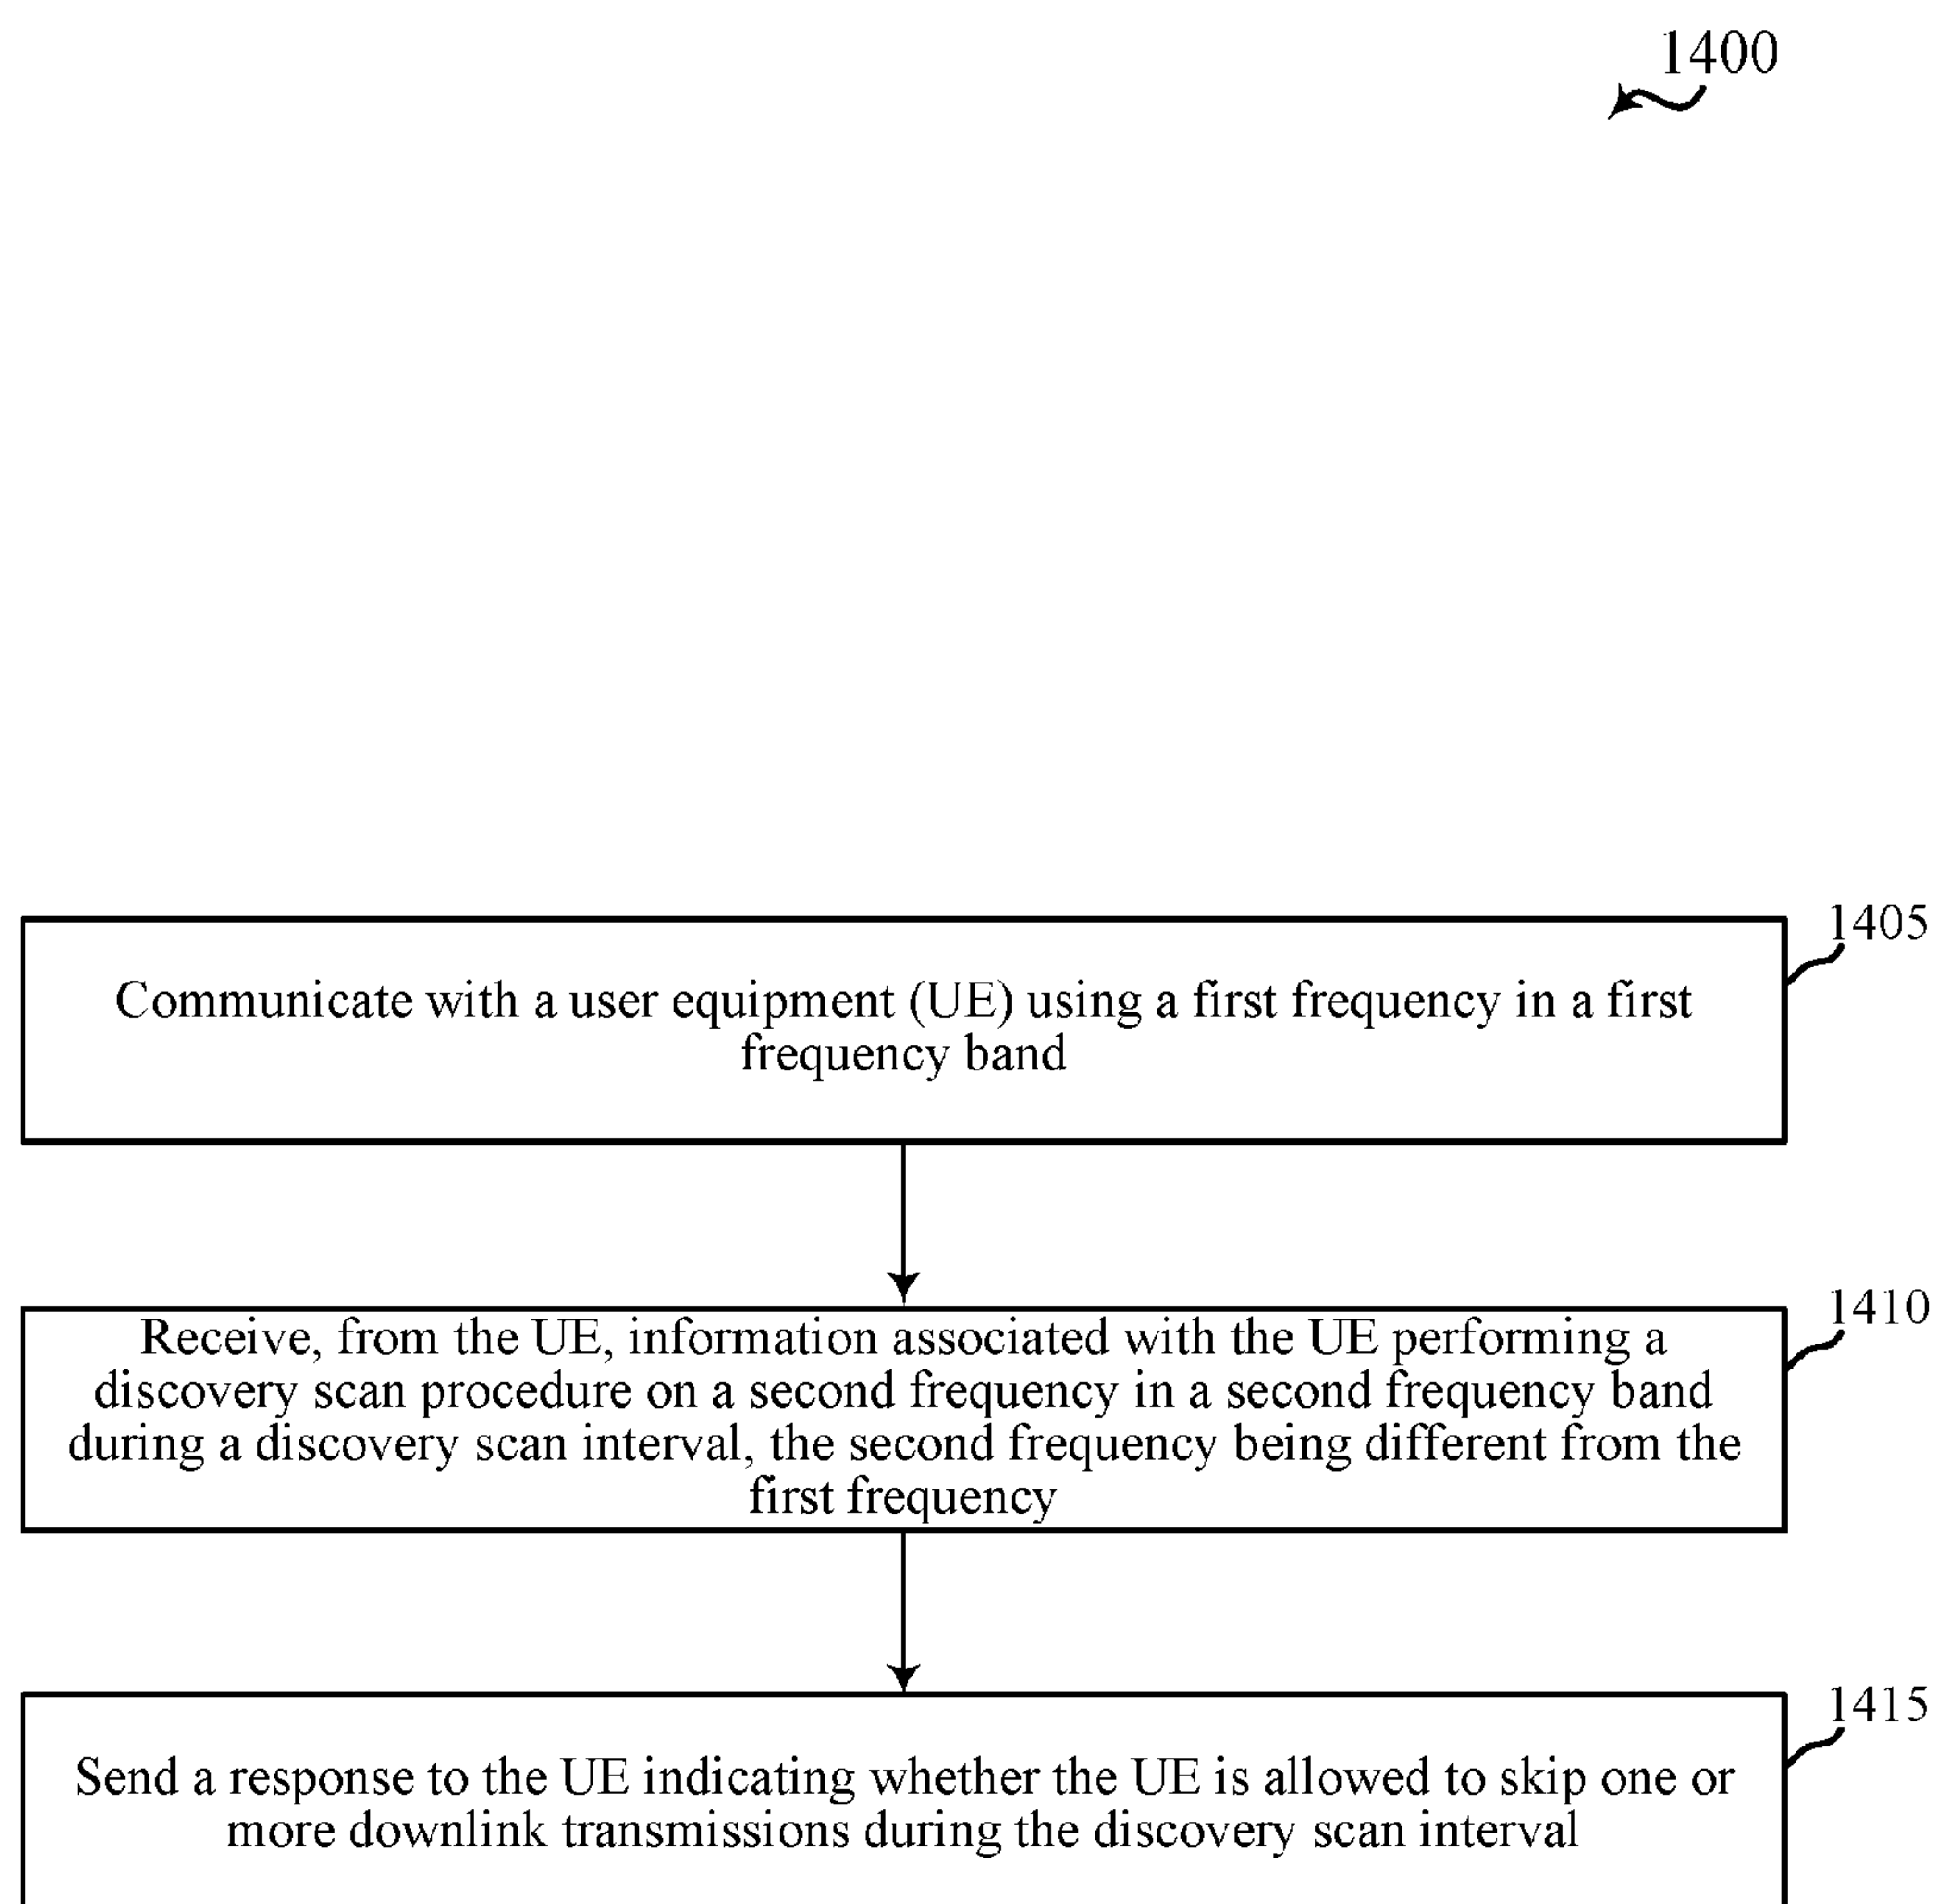 1400
1405
Communicate with a user equipment (UE) using a first frequency in a first
frequency band
1410
Receive, from the UE, information associated with the UE performing a
discovery scan procedure on a second frequency in a second frequency band
during a discovery scan interval, the second frequency being different from the
first frequency
1415
Send a response to the UE indicating whether the UE is allowed to skip one or
more downlink transmissions during the discovery scan interval